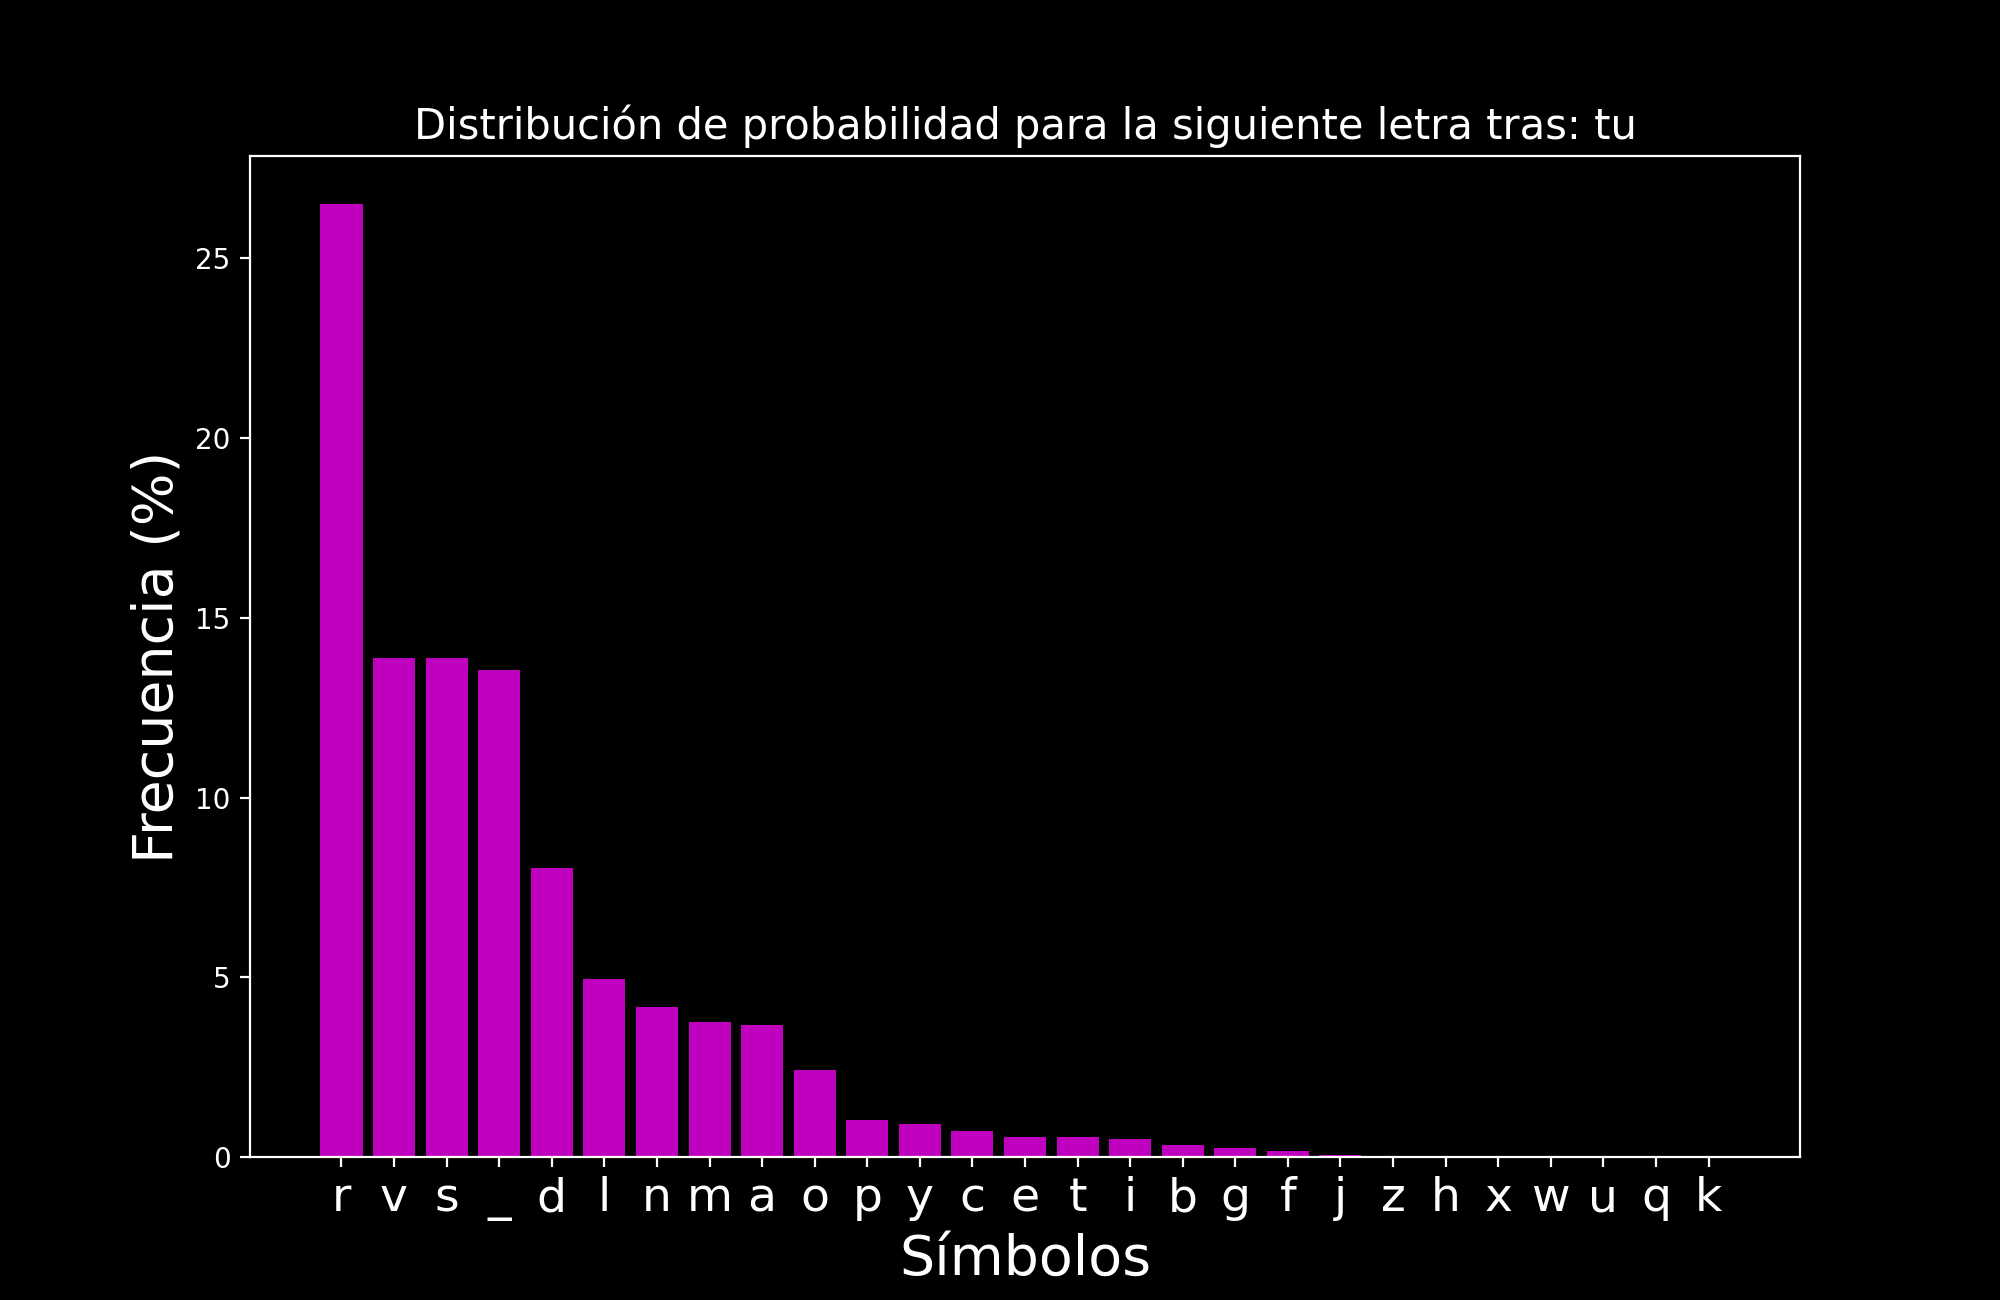 Distribución de probabilidad para la siguiente letra tras: tu
Frecuencia (%)
25
20
15
10
5
0
r v s _ d l n m a o p y c e t i b g f j z h x w u q k
Símbolos